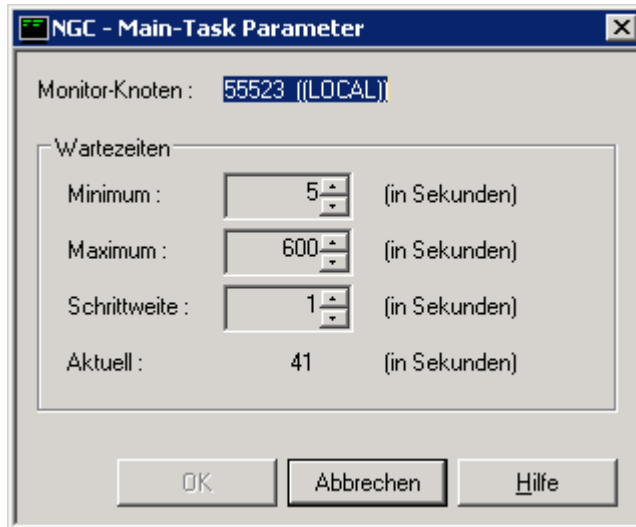 NGC - Main-Task Parameter
Monitor-Knoten : 55523 ((LOCAL))
Wartezeiten
Minimum : 5 (in Sekunden)
Maximum : 600 (in Sekunden)
Schrittweite : 1 (in Sekunden)
Aktuell : 41 (in Sekunden)
OK Abbrechen Hilfe